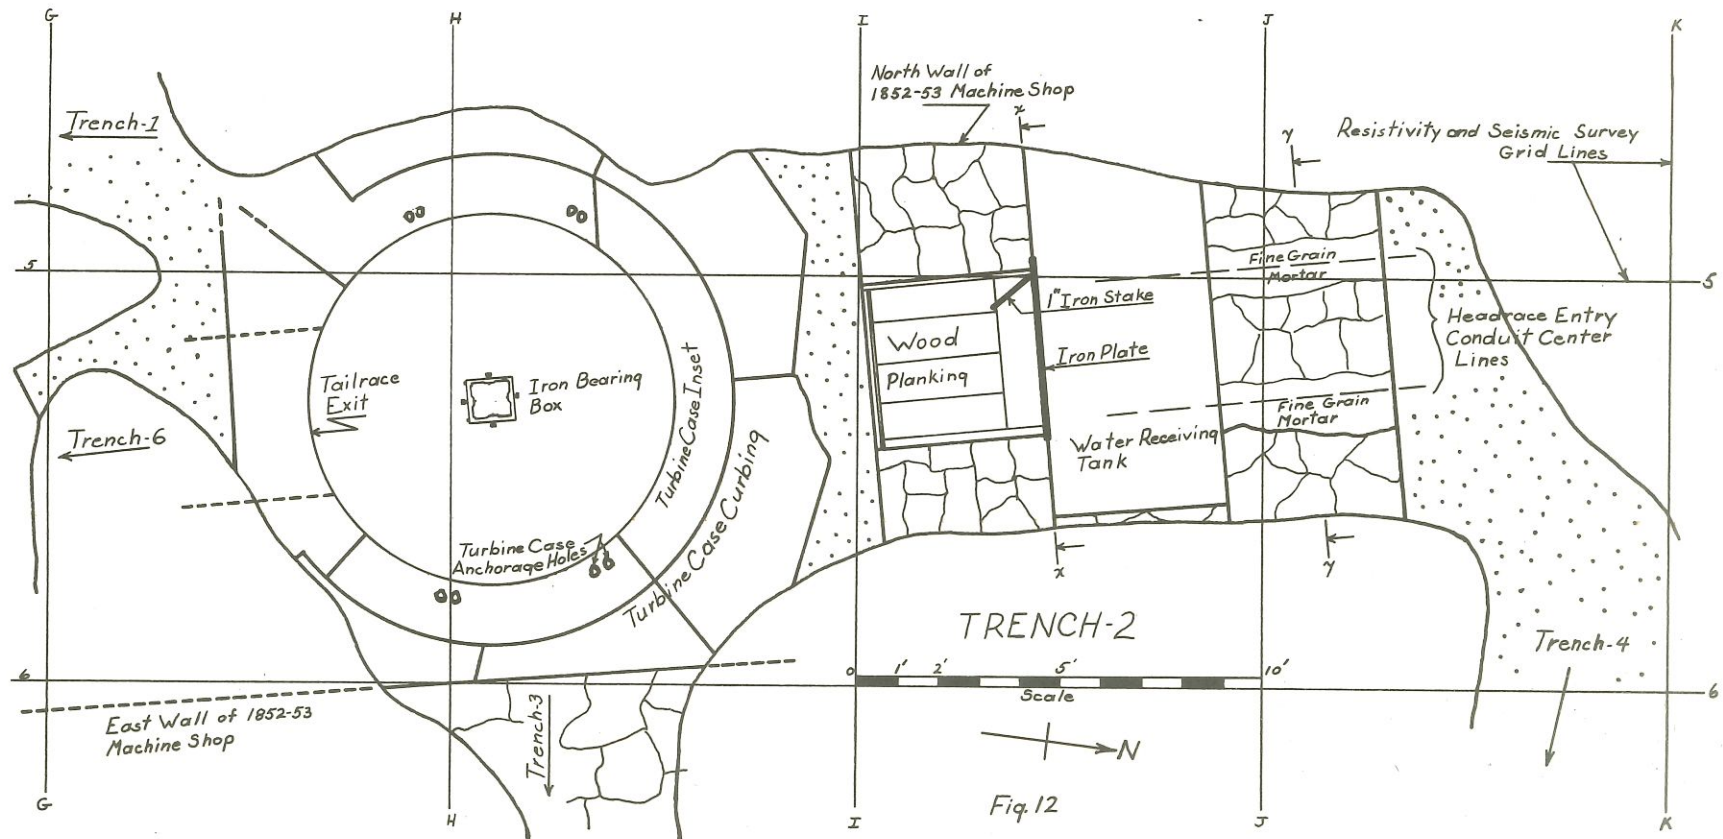 G
H
I
J
K
North Wall of
1852-53 Machine Shop
x
y
Resistivity and Seismic Survey
Grid Lines
Trench-1
5
5
Fine Grain
Mortar
1" Iron Stake
Headrace Entry
Conduit Center
Lines
Wood
Planking
Iron Plate
Tailrace
Exit
Iron Bearing
Box
Turbine Case Inset
Fine Grain
Mortar
Trench-6
Water Receiving
Tank
Turbine Case Curbing
Turbine Case
Anchorage Holes
x
y
TRENCH-2
Trench-4
6
0 1' 2' 5' 10'
Scale
6
East Wall of 1852-53
Machine Shop
Trench-3
N
Fig. 12
G
H
I
J
K